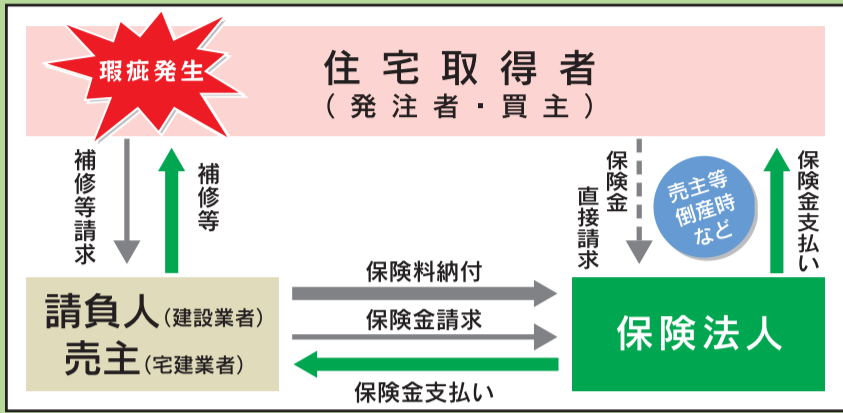 瑕疵発生
住宅取得者
(発注者・買主)
補修等請求
補修等
保険金
直接請求
売主等
倒産時
など
保険金支払い
請負人(建設業者)
売主(宅建業者)
保険料納付
保険金請求
保険金支払い
保険法人